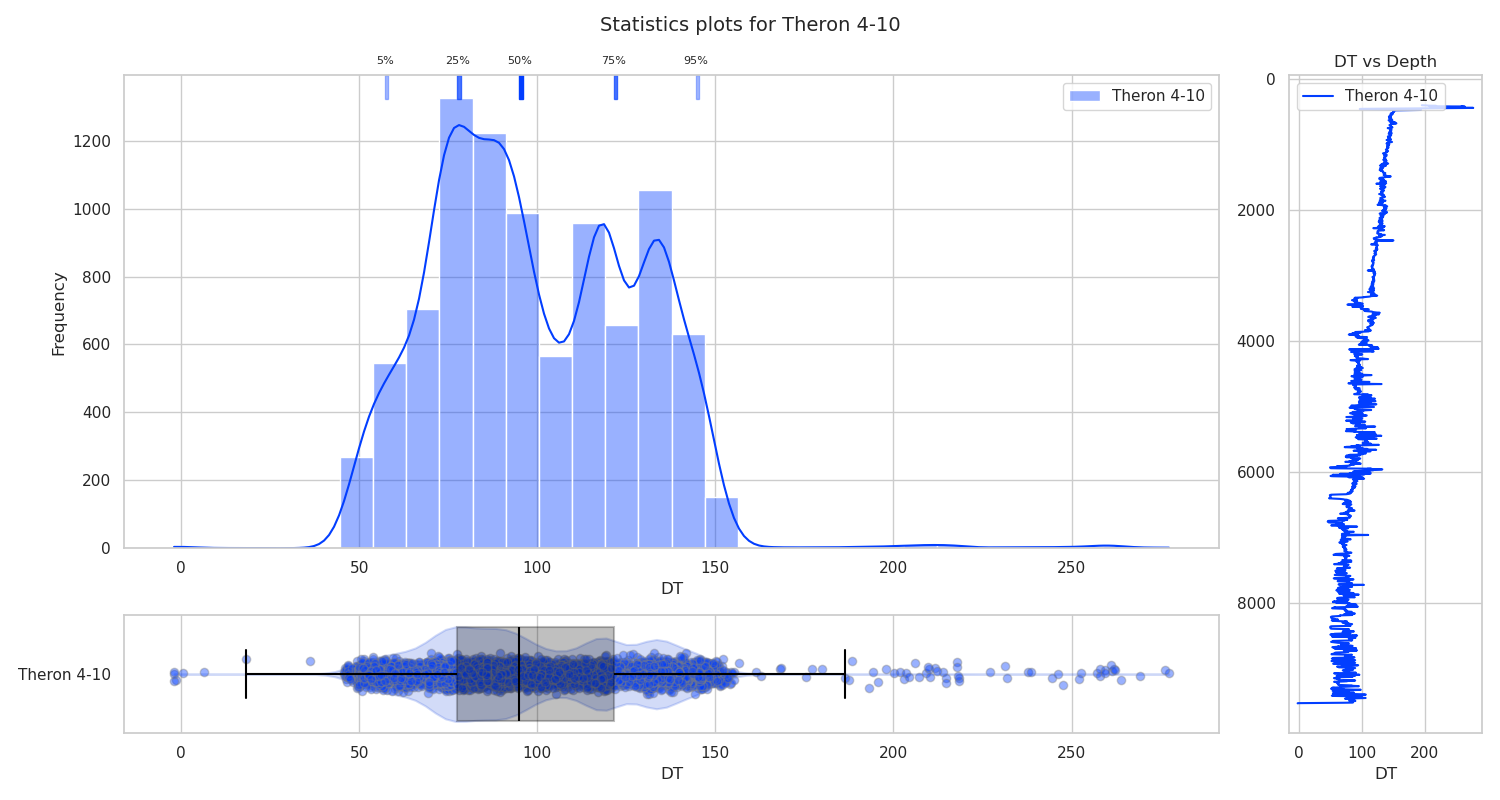 Statistics plots for Theron 4-10
5% 25% 50% 75% 95%
Theron 4-10
Frequency
1200
1000
800
600
400
200
0
0 50 100 150 200 250
DT
Theron 4-10
0 50 100 150 200 250
DT
DT vs Depth
Theron 4-10
0
2000
4000
6000
8000
0 100 200
DT